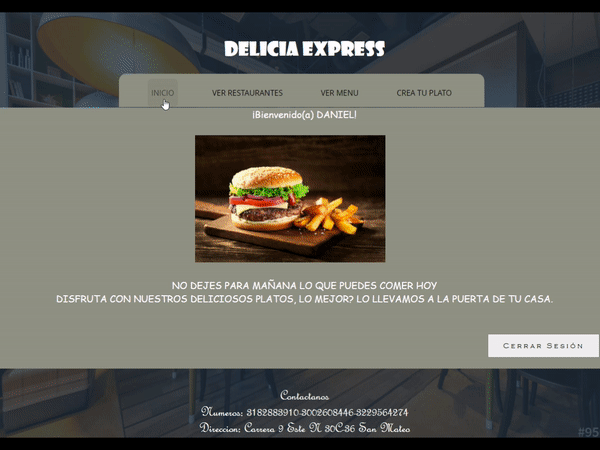 DELICIA EXPRESS
INICIO VER RESTAURANTES VER MENU CREA TU PLATO
¡Bienvenido(a) DANIEL!
NO DEJES PARA MAÑANA LO QUE PUEDES COMER HOY
DISFRUTA CON NUESTROS DELICIOSOS PLATOS, LO MEJOR? LO LLEVAMOS A LA PUERTA DE TU CASA.
Cerrar Sesión
Contactanos
Numeros: 3182883910-3002608446-3229564274
Direccion: Carrera 9 Este N 30C-36 San Mateo
#95